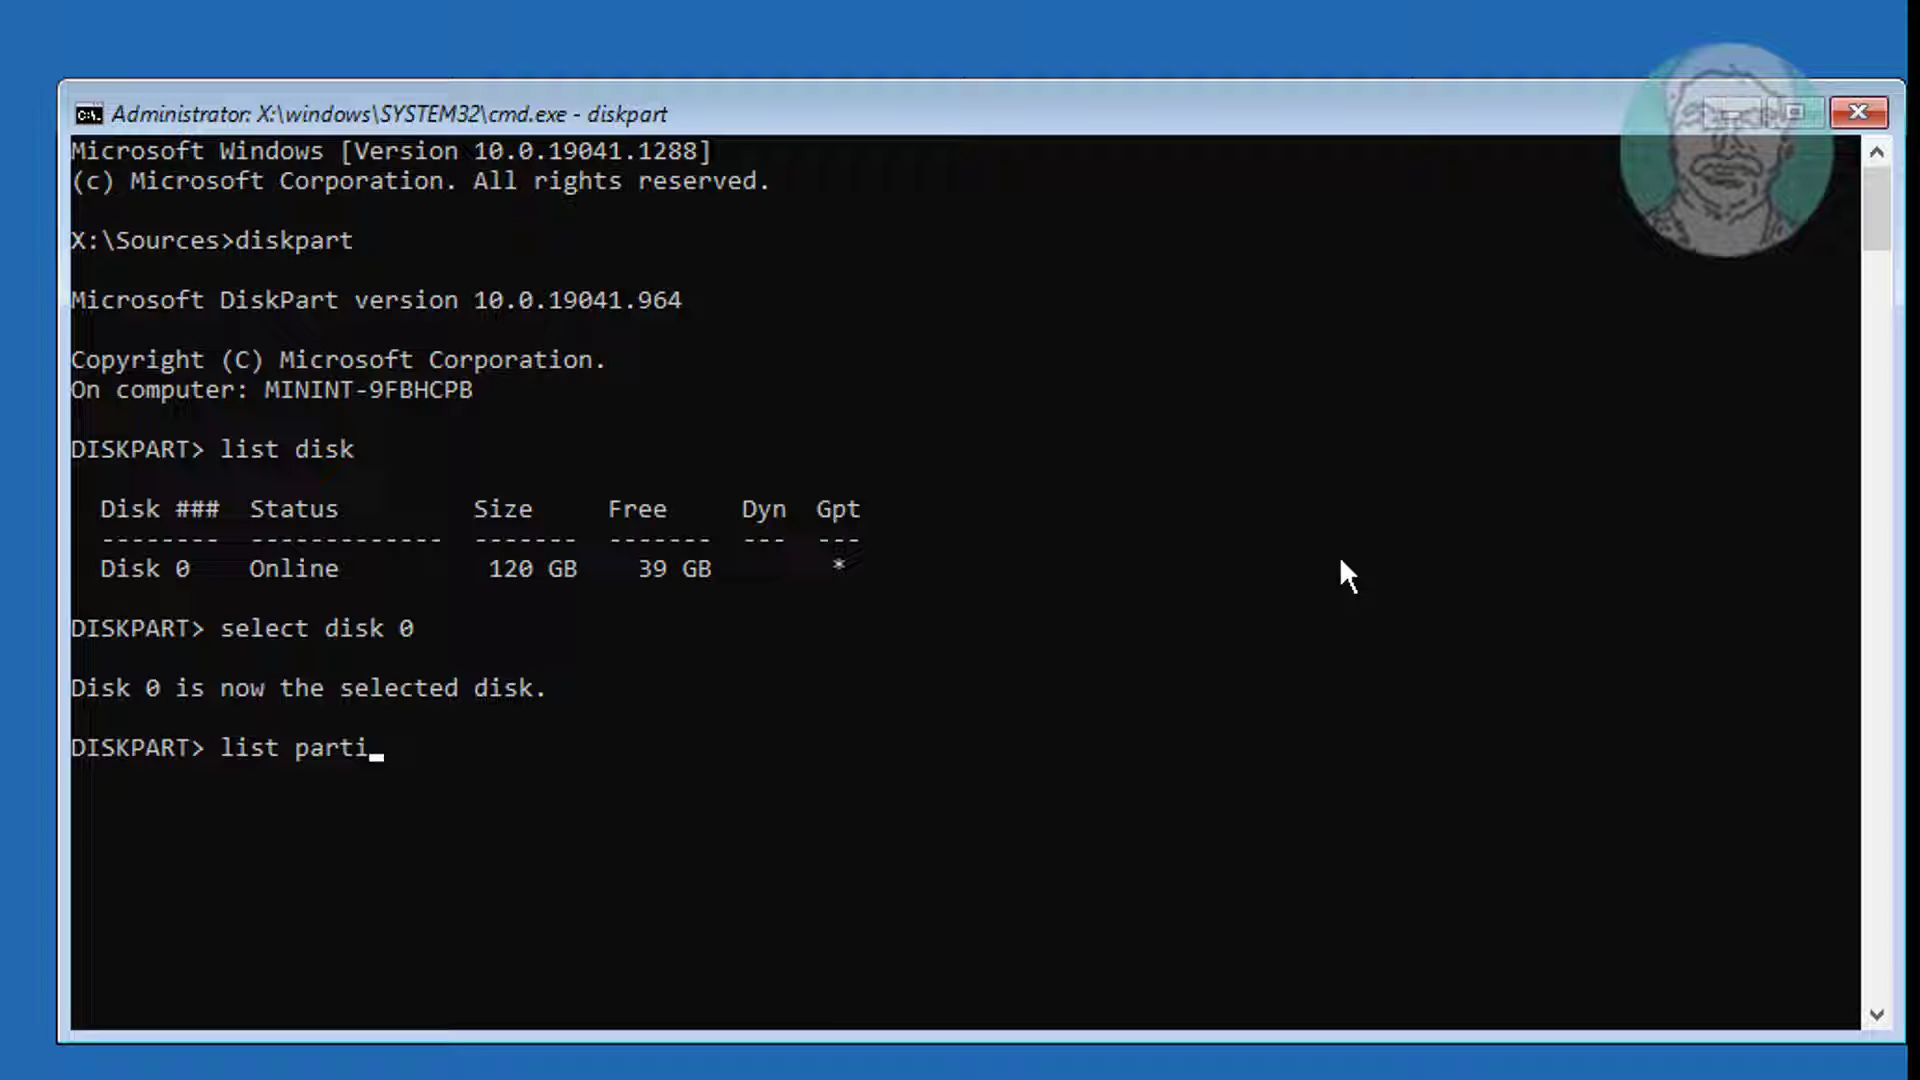 Administrator: X:\windows\SYSTEM32\cmd.exe - diskpart
Microsoft Windows [Version 10.0.19041.1288]
(c) Microsoft Corporation. All rights reserved.
X:\Sources>diskpart
Microsoft DiskPart version 10.0.19041.964
Copyright (C) Microsoft Corporation.
On computer: MININT-9FBHCPB
DISKPART> list disk
Disk ### Status Size Free Dyn Gpt
-------- ------------- ------- ------- --- ---
Disk 0 Online 120 GB 39 GB *
DISKPART> select disk 0
Disk 0 is now the selected disk.
DISKPART> list parti_